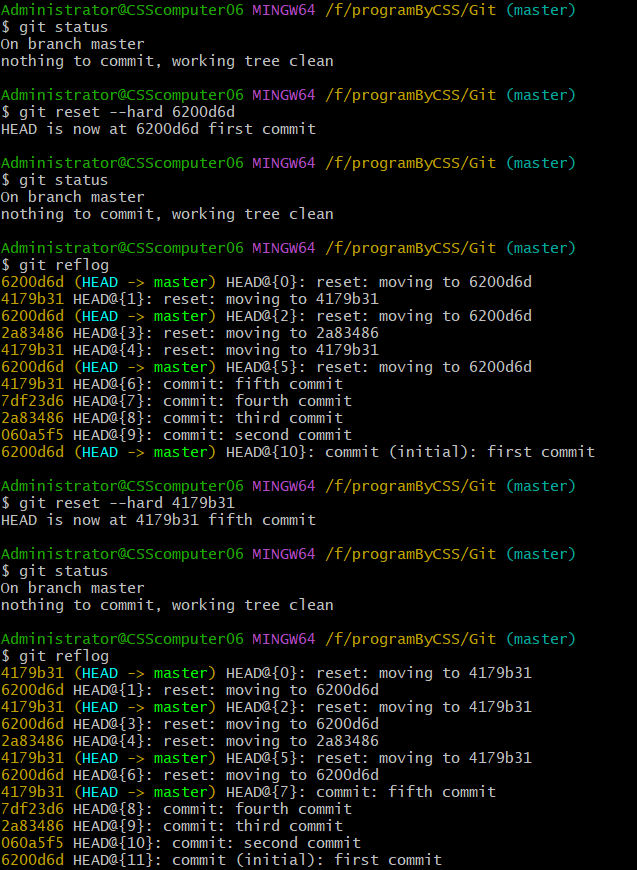 Administrator@CSScomputer06 MINGW64 /f/programByCSS/Git (master)
$ git status
On branch master
nothing to commit, working tree clean
Administrator@CSScomputer06 MINGW64 /f/programByCSS/Git (master)
$ git reset --hard 6200d6d
HEAD is now at 6200d6d first commit
Administrator@CSScomputer06 MINGW64 /f/programByCSS/Git (master)
$ git status
On branch master
nothing to commit, working tree clean
Administrator@CSScomputer06 MINGW64 /f/programByCSS/Git (master)
$ git reflog
6200d6d (HEAD -> master) HEAD@{0}: reset: moving to 6200d6d
4179b31 HEAD@{1}: reset: moving to 4179b31
6200d6d (HEAD -> master) HEAD@{2}: reset: moving to 6200d6d
2a83486 HEAD@{3}: reset: moving to 2a83486
4179b31 HEAD@{4}: reset: moving to 4179b31
6200d6d (HEAD -> master) HEAD@{5}: reset: moving to 6200d6d
4179b31 HEAD@{6}: commit: fifth commit
7df23d6 HEAD@{7}: commit: fourth commit
2a83486 HEAD@{8}: commit: third commit
060a5f5 HEAD@{9}: commit: second commit
6200d6d (HEAD -> master) HEAD@{10}: commit (initial): first commit
Administrator@CSScomputer06 MINGW64 /f/programByCSS/Git (master)
$ git reset --hard 4179b31
HEAD is now at 4179b31 fifth commit
Administrator@CSScomputer06 MINGW64 /f/programByCSS/Git (master)
$ git status
On branch master
nothing to commit, working tree clean
Administrator@CSScomputer06 MINGW64 /f/programByCSS/Git (master)
$ git reflog
4179b31 (HEAD -> master) HEAD@{0}: reset: moving to 4179b31
6200d6d HEAD@{1}: reset: moving to 6200d6d
4179b31 (HEAD -> master) HEAD@{2}: reset: moving to 4179b31
6200d6d HEAD@{3}: reset: moving to 6200d6d
2a83486 HEAD@{4}: reset: moving to 2a83486
4179b31 (HEAD -> master) HEAD@{5}: reset: moving to 4179b31
6200d6d HEAD@{6}: reset: moving to 6200d6d
4179b31 (HEAD -> master) HEAD@{7}: commit: fifth commit
7df23d6 HEAD@{8}: commit: fourth commit
2a83486 HEAD@{9}: commit: third commit
060a5f5 HEAD@{10}: commit: second commit
6200d6d HEAD@{11}: commit (initial): first commit